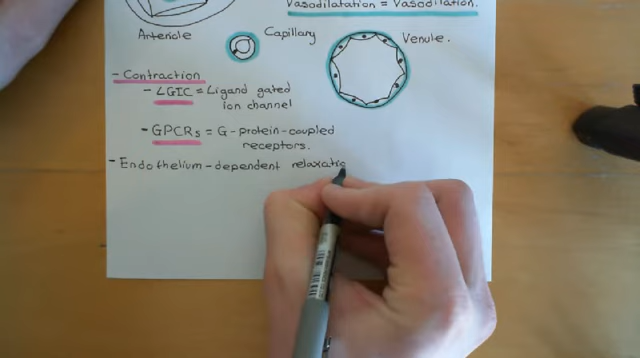 Vasodilatation = Vasodilation.
Arteriole
Capillary
Venule.
- Contraction
- LGIC = Ligand gated
ion channel
- GPCRs = G-protein-coupled
receptors.
- Endothelium-dependent relaxatio